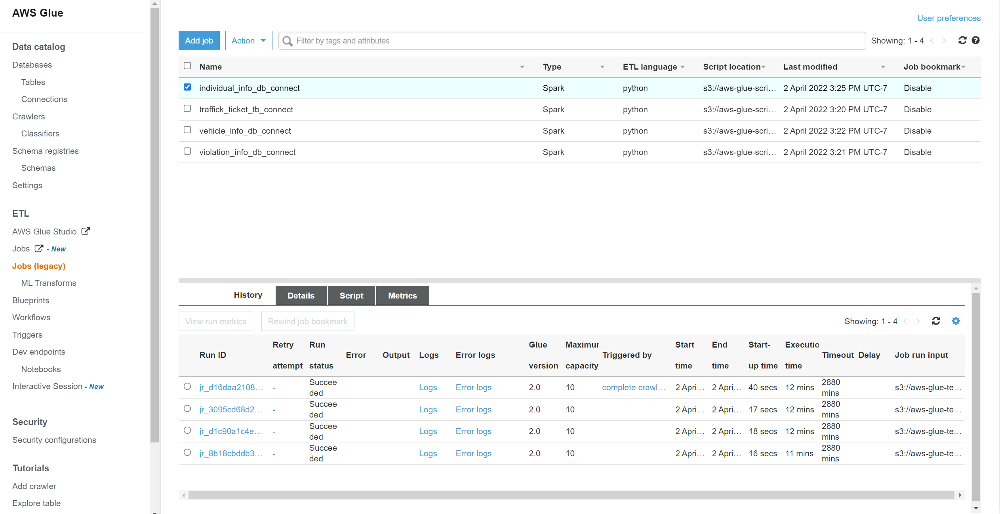 AWS Glue
Data catalog
Databases
Tables
Connections
Crawlers
Classifiers
Schema registries
Schemas
Settings
ETL
AWS Glue Studio
Jobs - New
Jobs (legacy)
ML Transforms
Blueprints
Workflows
Triggers
Dev endpoints
Notebooks
Interactive Session - New
Security
Security configurations
Tutorials
Add crawler
Explore table
User preferences
Add job Action Filter by tags and attributes Showing: 1 - 4
Name Type ETL language Script location Last modified Job bookmark
individual_info_db_connect Spark python s3://aws-glue-scri… 2 April 2022 3:25 PM UTC-7 Disable
traffick_ticket_tb_connect Spark python s3://aws-glue-scri… 2 April 2022 3:20 PM UTC-7 Disable
vehicle_info_db_connect Spark python s3://aws-glue-scri… 2 April 2022 3:22 PM UTC-7 Disable
violation_info_db_connect Spark python s3://aws-glue-scri… 2 April 2022 3:21 PM UTC-7 Disable
History Details Script Metrics
View run metrics Rewind job bookmark Showing: 1 - 4
Run ID Retry attempt Run status Error Output Logs Error logs Glue version Maximur capacity Triggered by Start time End time Start-up time Executio time Timeout Delay Job run input
jr_d16daa2108… - Succeeded Logs Error logs 2.0 10 complete crawl… 2 Apri… 2 Apri… 40 secs 12 mins 2880 mins s3://aws-glue-te…
jr_3095cd68d2… - Succeeded Logs Error logs 2.0 10 2 Apri… 2 Apri… 17 secs 12 mins 2880 mins s3://aws-glue-te…
jr_d1c90a1c4e… - Succeeded Logs Error logs 2.0 10 2 Apri… 2 Apri… 18 secs 12 mins 2880 mins s3://aws-glue-te…
jr_8b18cbddb3… - Succeeded Logs Error logs 2.0 10 2 Apri… 2 Apri… 16 secs 11 mins 2880 mins s3://aws-glue-te…